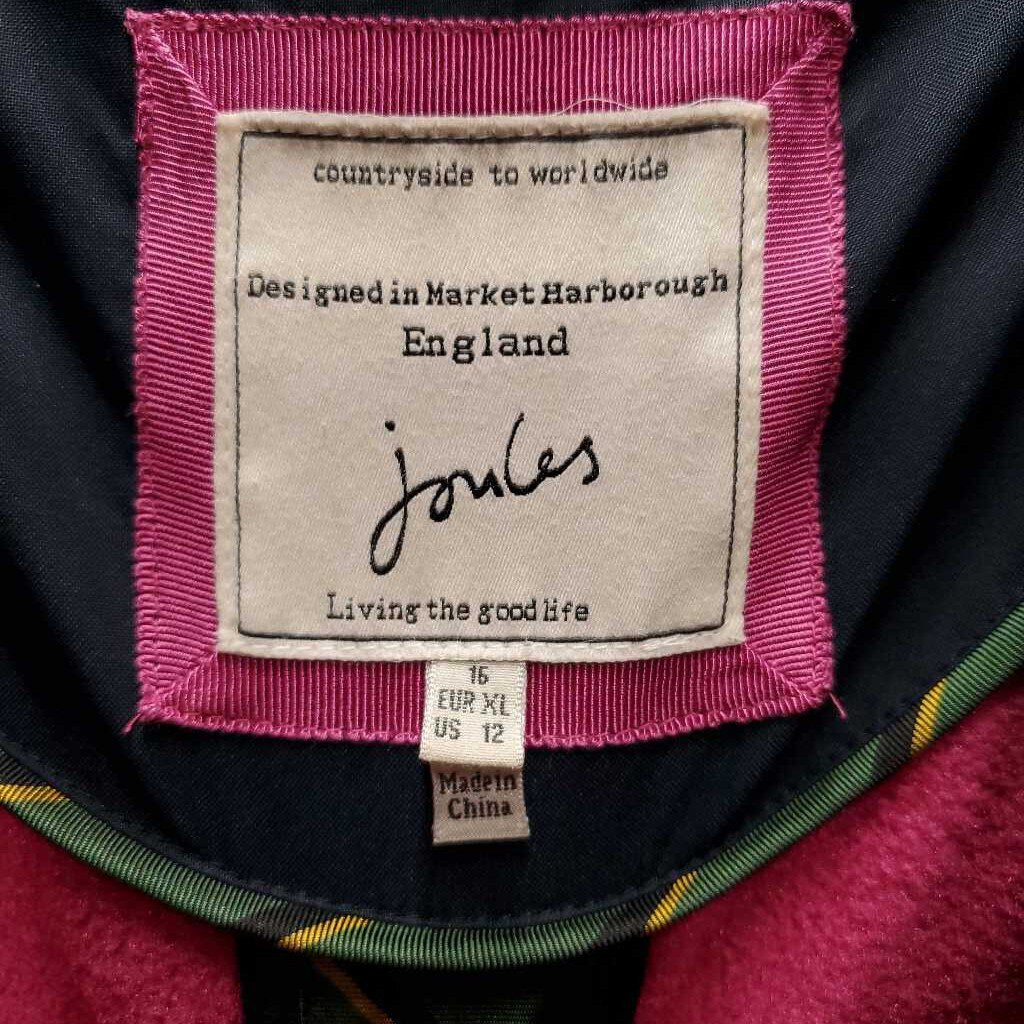 countryside to worldwide
Designed in Market Harborough
England
joules
Living the good life
16
EUR XL
US 12
Made in
China